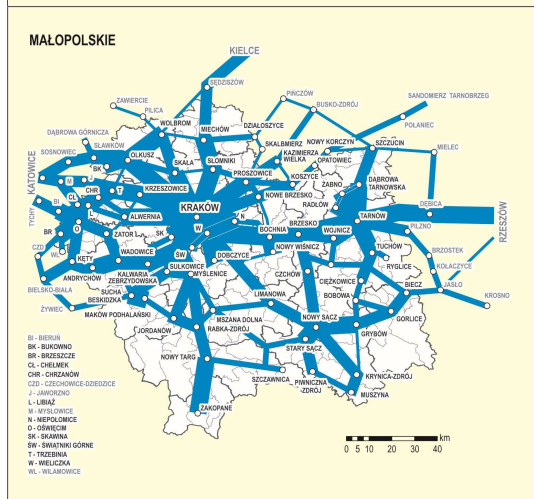 MAŁOPOLSKIE
KIELCE
SĘDZISZÓW
ZAWIERCIE
PILICA
PIŃCZÓW
BUSKO-ZDRÓJ
SANDOMIERZ TARNOBRZEG
POŁANIEC
DĄBROWA GÓRNICZA
SŁAWKÓW
WOLBROM
MIECHÓW
DZIAŁOSZYCE
SOSNOWIEC
BK
OLKUSZ
SKALBMIERZ
NOWY KORCZYN
SZCZUCIN
MIELEC
KATOWICE
SKAŁA
SŁOMNIKI
KAZIMIERZA
WIELKA
OPATOWIEC
M
J
PROSZOWICE
KOSZYCE
CHR
T
KRZESZOWICE
ŻABNO
DĄBROWA
TARNOWSKA
CL
NOWE BRZESKO
RADŁÓW
DĘBICA
TYCHY
BI
L
ALWERNIA
KRAKÓW
N
BOCHNIA
BRZESKO
TARNÓW
RZESZÓW
BR
O
ZATOR
SK
W
WOJNICZ
PILZNO
CZD
WL
KĘTY
WADOWICE
ŚW
NOWY WIŚNICZ
TUCHÓW
BRZOSTEK
ANDRYCHÓW
KALWARIA
ZEBRZYDOWSKA
SUŁKOWICE
DOBCZYCE
CZCHÓW
RYGLICE
KOŁACZYCE
BIELSKO-BIAŁA
SUCHA
BESKIDZKA
MYŚLENICE
CIĘŻKOWICE
BIECZ
JASŁO
ŻYWIEC
MAKÓW PODHALAŃSKI
LIMANOWA
BOBOWA
KROSNO
JORDANÓW
MSZANA DOLNA
RABKA-ZDRÓJ
NOWY SĄCZ
GORLICE
GRYBÓW
STARY SĄCZ
NOWY TARG
SZCZAWNICA
PIWNICZNA
-ZDRÓJ
KRYNICA-ZDRÓJ
MUSZYNA
ZAKOPANE
BI - BIERUŃ
BK - BUKOWNO
BR - BRZESZCZE
CL - CHEŁMEK
CHR - CHRZANÓW
CZD - CZECHOWICE-DZIEDZICE
J - JAWORZNO
L - LIBIĄŻ
M - MYSŁOWICE
N - NIEPOŁOMICE
O - OŚWIĘCIM
SK - SKAWINA
ŚW - ŚWIĄTNIKI GÓRNE
T - TRZEBINIA
W - WIELICZKA
WL - WILAMOWICE
km
0 5 10 20 30 40